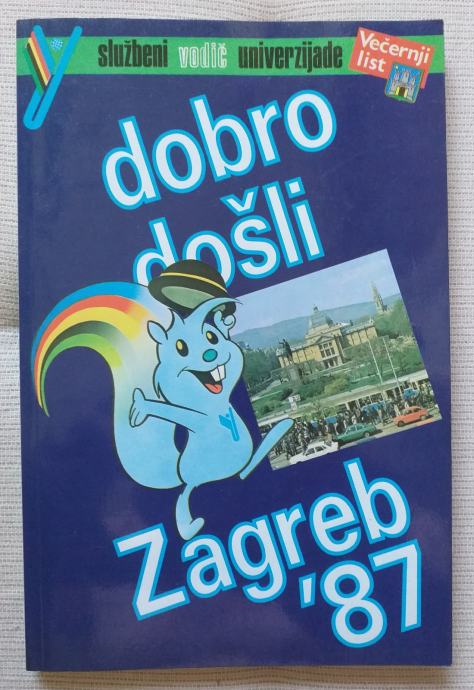 službeni vodič univerzijade
Večernji
list
dobro
došli
Zagreb
'87